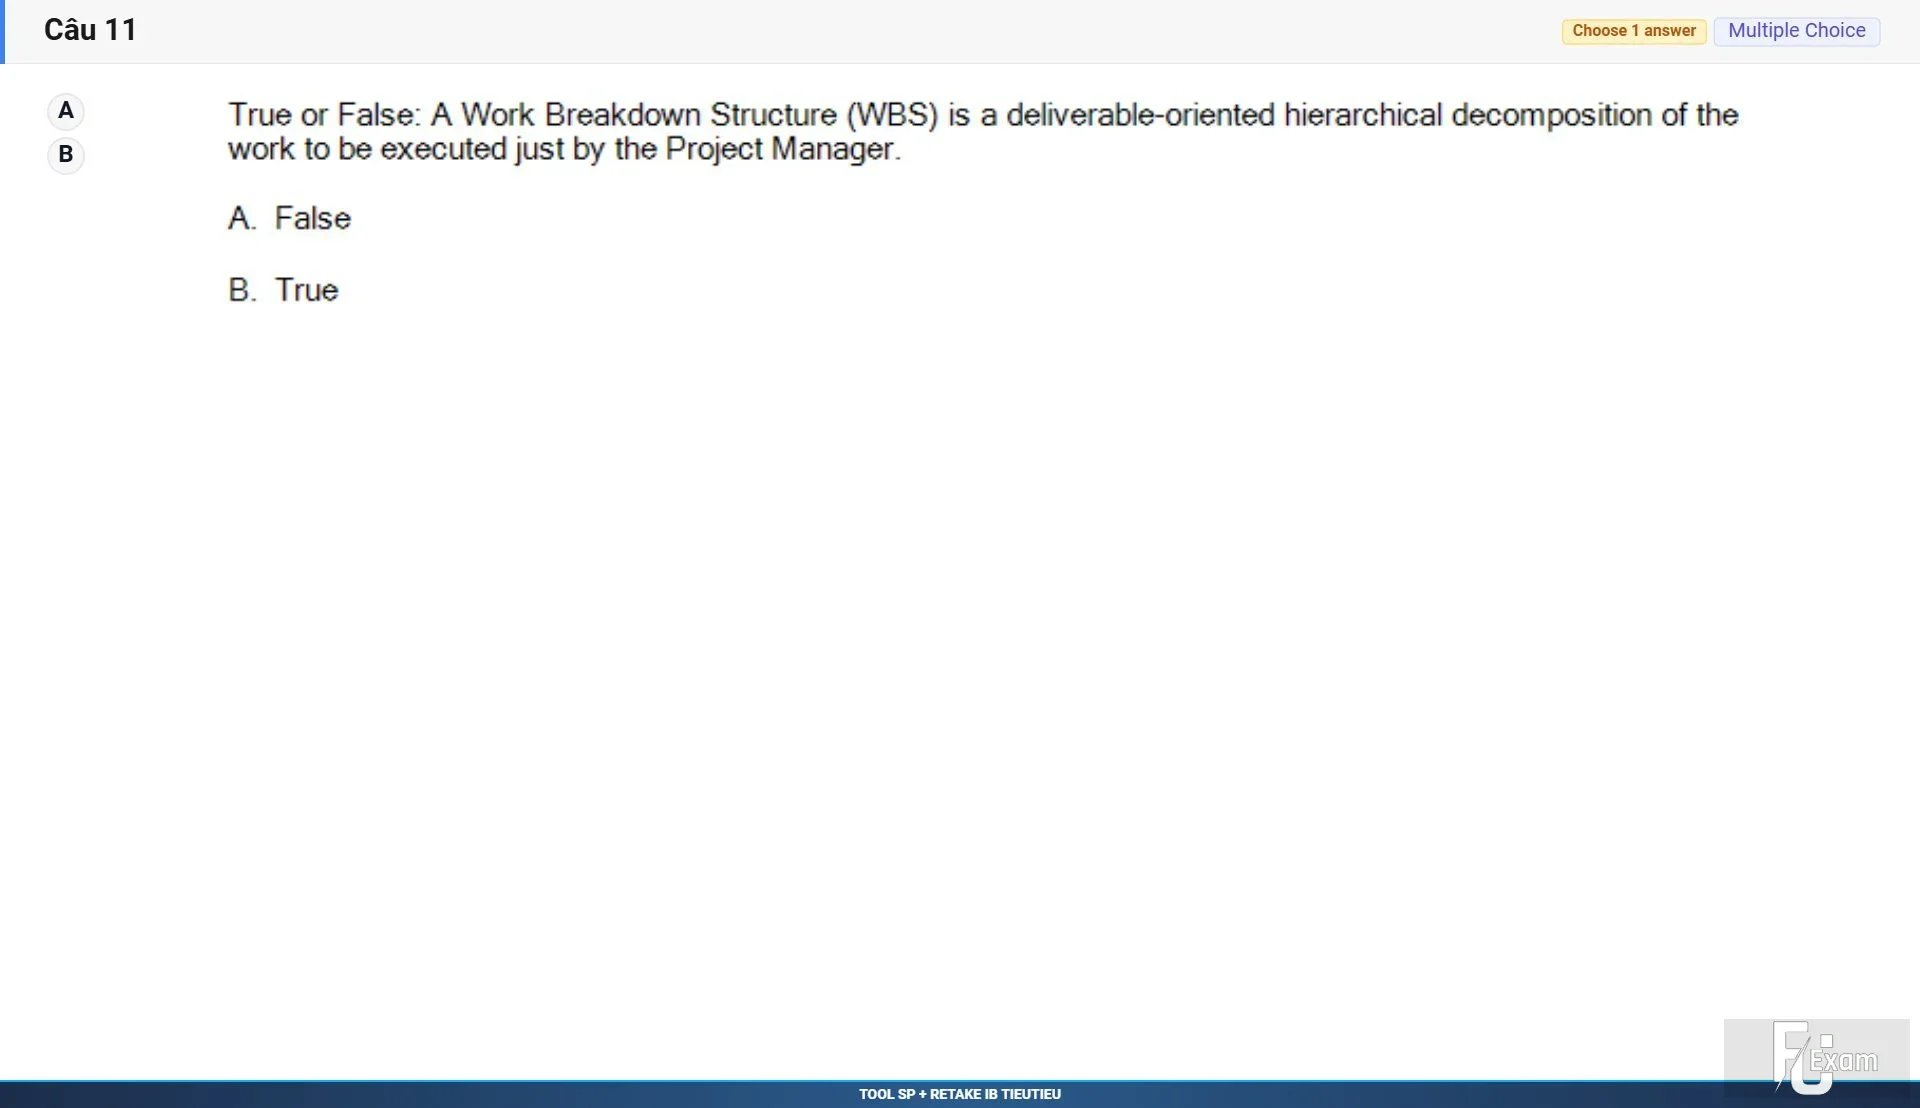 Câu 11
Choose 1 answer
Multiple Choice
A
B
True or False: A Work Breakdown Structure (WBS) is a deliverable-oriented hierarchical decomposition of the
work to be executed just by the Project Manager.
A. False
B. True
FU Exam
TOOL SP + RETAKE IB TIEUTIEU